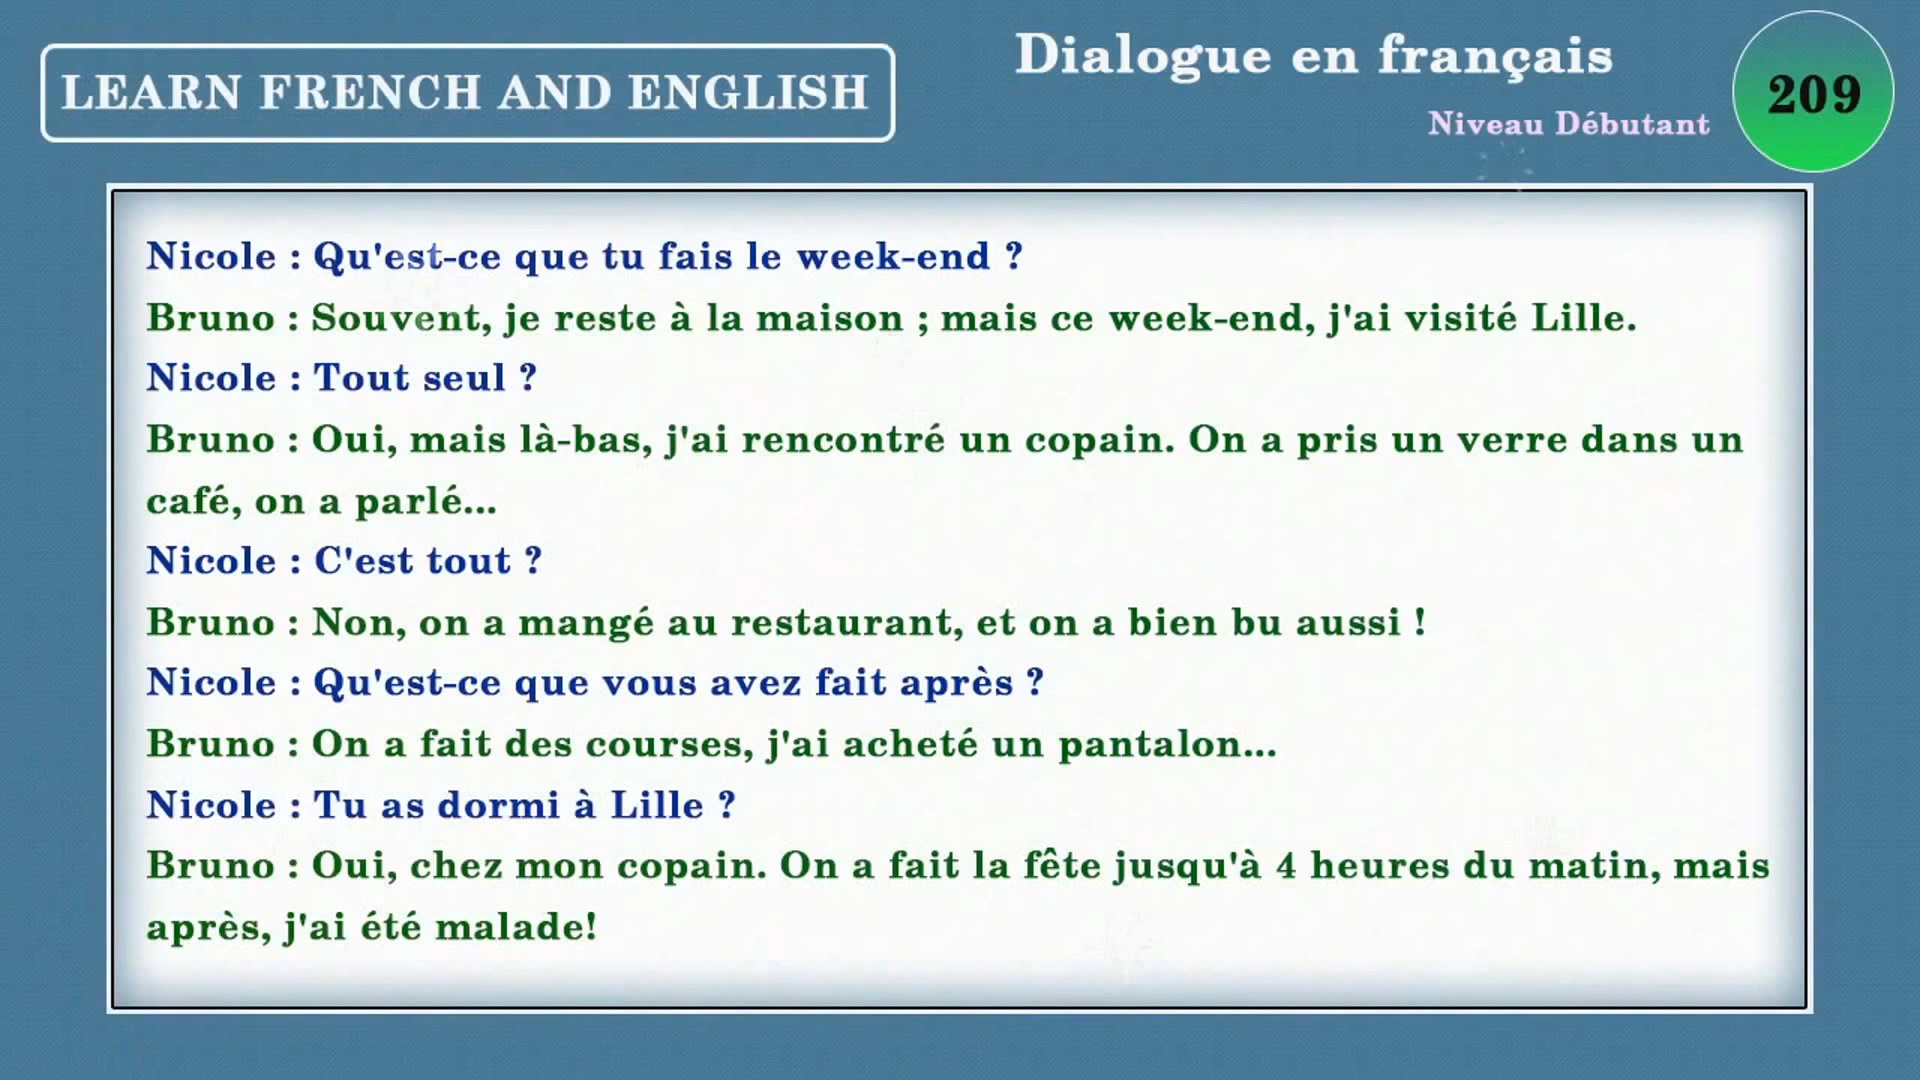 LEARN FRENCH AND ENGLISH
Dialogue en français
Niveau Débutant
209
Nicole : Qu'est-ce que tu fais le week-end ?
Bruno : Souvent, je reste à la maison ; mais ce week-end, j'ai visité Lille.
Nicole : Tout seul ?
Bruno : Oui, mais là-bas, j'ai rencontré un copain. On a pris un verre dans un
café, on a parlé...
Nicole : C'est tout ?
Bruno : Non, on a mangé au restaurant, et on a bien bu aussi !
Nicole : Qu'est-ce que vous avez fait après ?
Bruno : On a fait des courses, j'ai acheté un pantalon...
Nicole : Tu as dormi à Lille ?
Bruno : Oui, chez mon copain. On a fait la fête jusqu'à 4 heures du matin, mais
après, j'ai été malade!